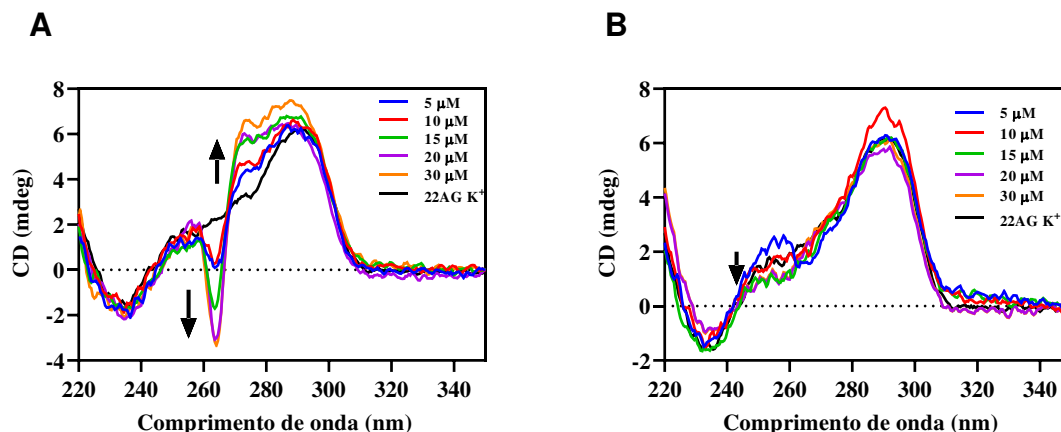 A
8
6
4
2
0
-2
-4
CD (mdeg)
5 µM
10 µM
15 µM
20 µM
30 µM
22AG K+
220 240 260 280 300 320 340
Comprimento de onda (nm)
B
8
6
4
2
0
-2
CD (mdeg)
5 µM
10 µM
15 µM
20 µM
30 µM
22AG K+
220 240 260 280 300 320 340
Comprimento de onda (nm)